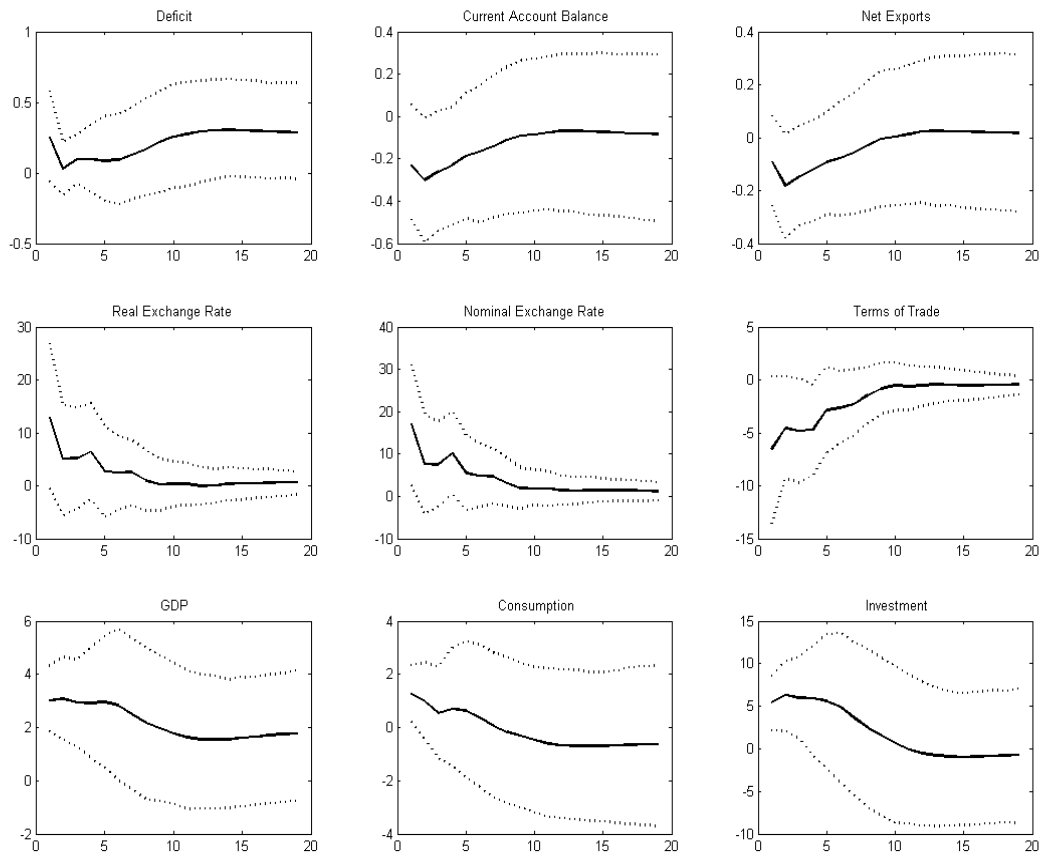 Deficit
Current Account Balance
Net Exports
1
0.5
0
-0.5
0 5 10 15 20
0.4
0.2
0
-0.2
-0.4
-0.6
0 5 10 15 20
0.4
0.2
0
-0.2
-0.4
0 5 10 15 20
Real Exchange Rate
Nominal Exchange Rate
Terms of Trade
30
20
10
0
-10
0 5 10 15 20
40
30
20
10
0
-10
0 5 10 15 20
5
0
-5
-10
-15
0 5 10 15 20
GDP
Consumption
Investment
6
4
2
0
-2
0 5 10 15 20
4
2
0
-2
-4
0 5 10 15 20
15
10
5
0
-5
-10
0 5 10 15 20